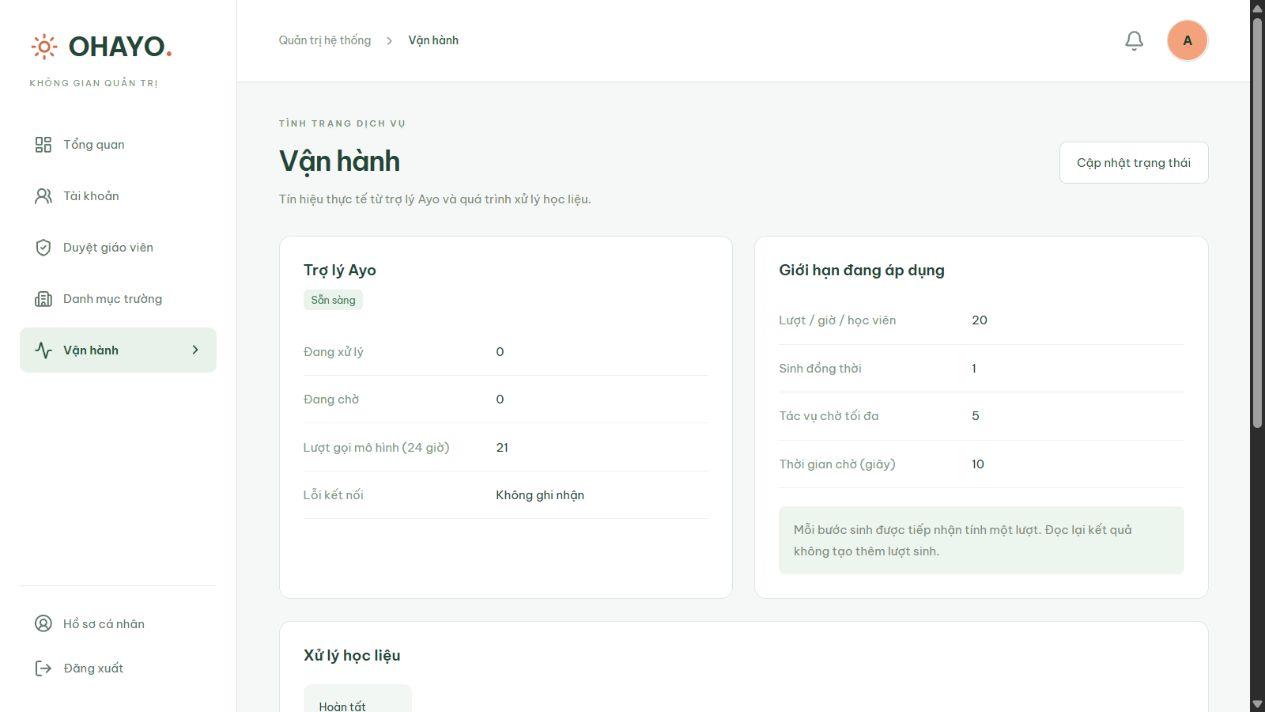 OHAYO.
KHÔNG GIAN QUẢN TRỊ
Tổng quan
Tài khoản
Duyệt giáo viên
Danh mục trường
Vận hành
Hồ sơ cá nhân
Đăng xuất
Quản trị hệ thống > Vận hành
A
TÌNH TRẠNG DỊCH VỤ
Vận hành
Tín hiệu thực tế từ trợ lý Ayo và quá trình xử lý học liệu.
Cập nhật trạng thái
Trợ lý Ayo
Sẵn sàng
Đang xử lý 0
Đang chờ 0
Lượt gọi mô hình (24 giờ) 21
Lỗi kết nối Không ghi nhận
Giới hạn đang áp dụng
Lượt / giờ / học viên 20
Sinh đồng thời 1
Tác vụ chờ tối đa 5
Thời gian chờ (giây) 10
Mỗi bước sinh được tiếp nhận tính một lượt. Đọc lại kết quả
không tạo thêm lượt sinh.
Xử lý học liệu
Hoàn tất